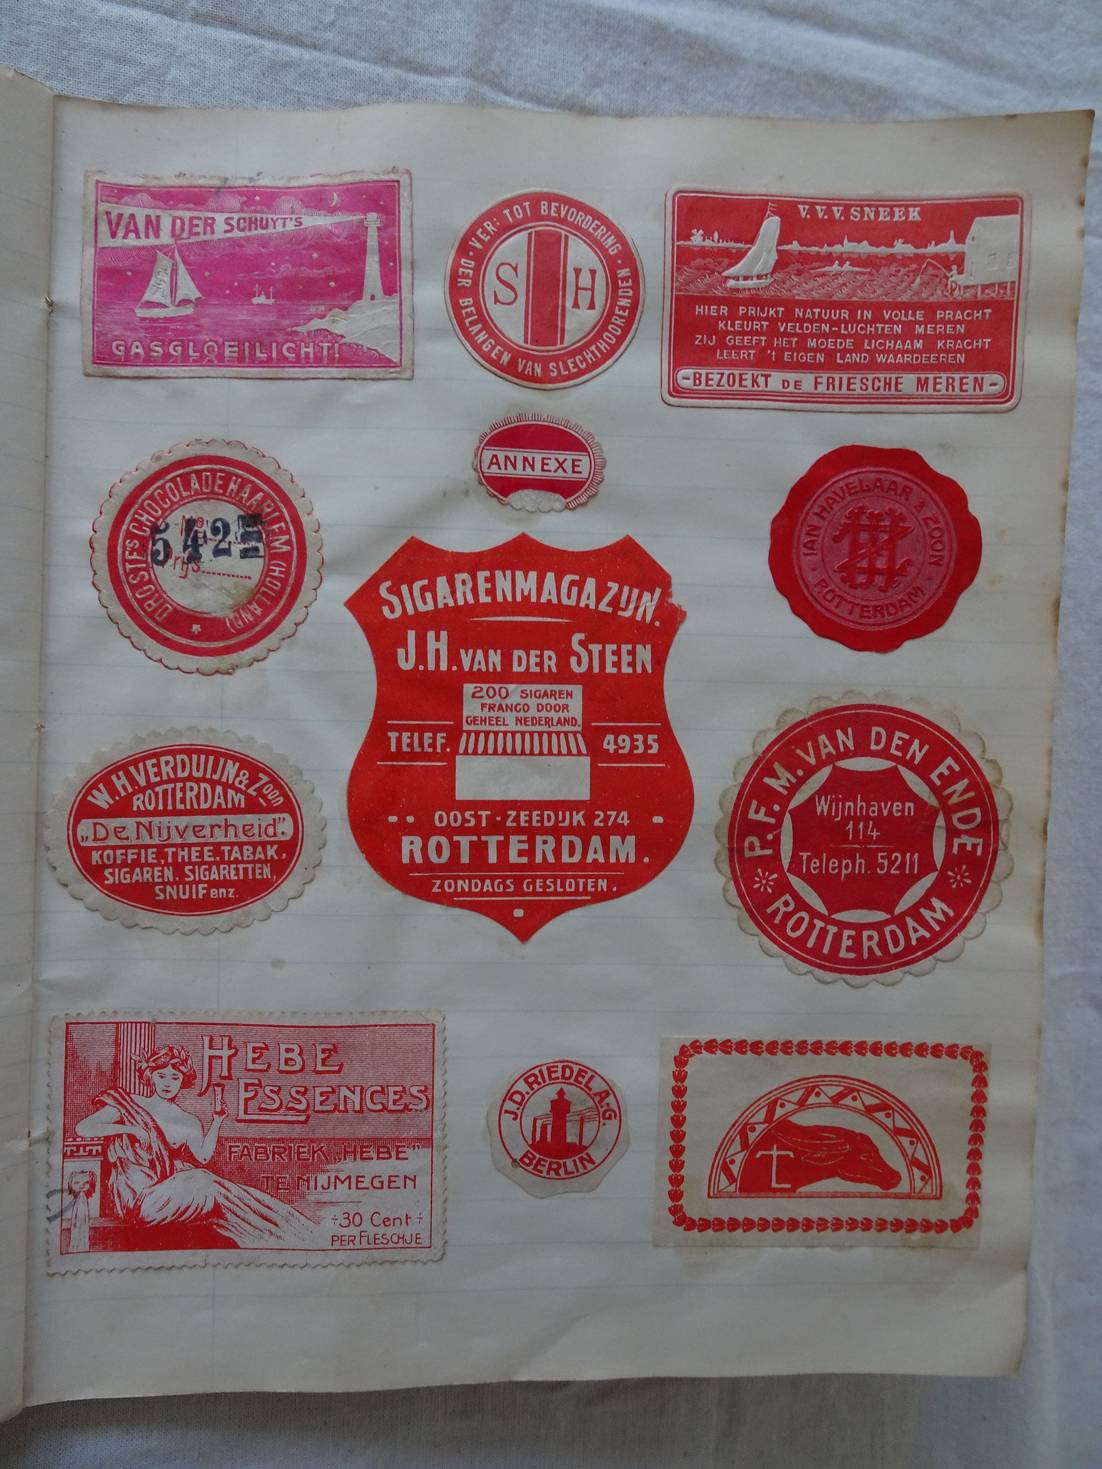 VAN DER SCHUYT'S
GASGLOEILICHT!
VER: TOT BEVORDERING
DER BELANGEN VAN SLECHTHOORENDEN
S H
V.V.V. SNEEK
HIER PRIJKT NATUUR IN VOLLE PRACHT
KLEURT VELDEN-LUCHTEN MEREN
ZIJ GEEFT HET MOEDE LICHAAM KRACHT
LEERT 't EIGEN LAND WAARDEEREN
-BEZOEKT DE FRIESCHE MEREN-
ANNEXE
DROSTE'S CHOCOLADE HAARLEM (HOLLAND)
No
542
Prijs
JAN HAVELAAR & ZOON
ROTTERDAM
SIGARENMAGAZIJN.
J.H. VAN DER STEEN
200 SIGAREN
FRANCO DOOR
GEHEEL NEDERLAND.
TELEF. 4935
OOST-ZEEDIJK 274
ROTTERDAM.
ZONDAGS GESLOTEN.
W.H. VERDUIJN & Zoon
ROTTERDAM
„De Nijverheid".
KOFFIE, THEE, TABAK,
SIGAREN, SIGARETTEN,
SNUIF enz.
P.F.M. VAN DEN ENDE
Wijnhaven
114
Teleph. 5211
ROTTERDAM
HEBE
ESSENCES
FABRIEK „HEBE"
TE NIJMEGEN
÷30 Cent÷
PER FLESCHJE
J.D. RIEDEL A.-G.
BERLIN